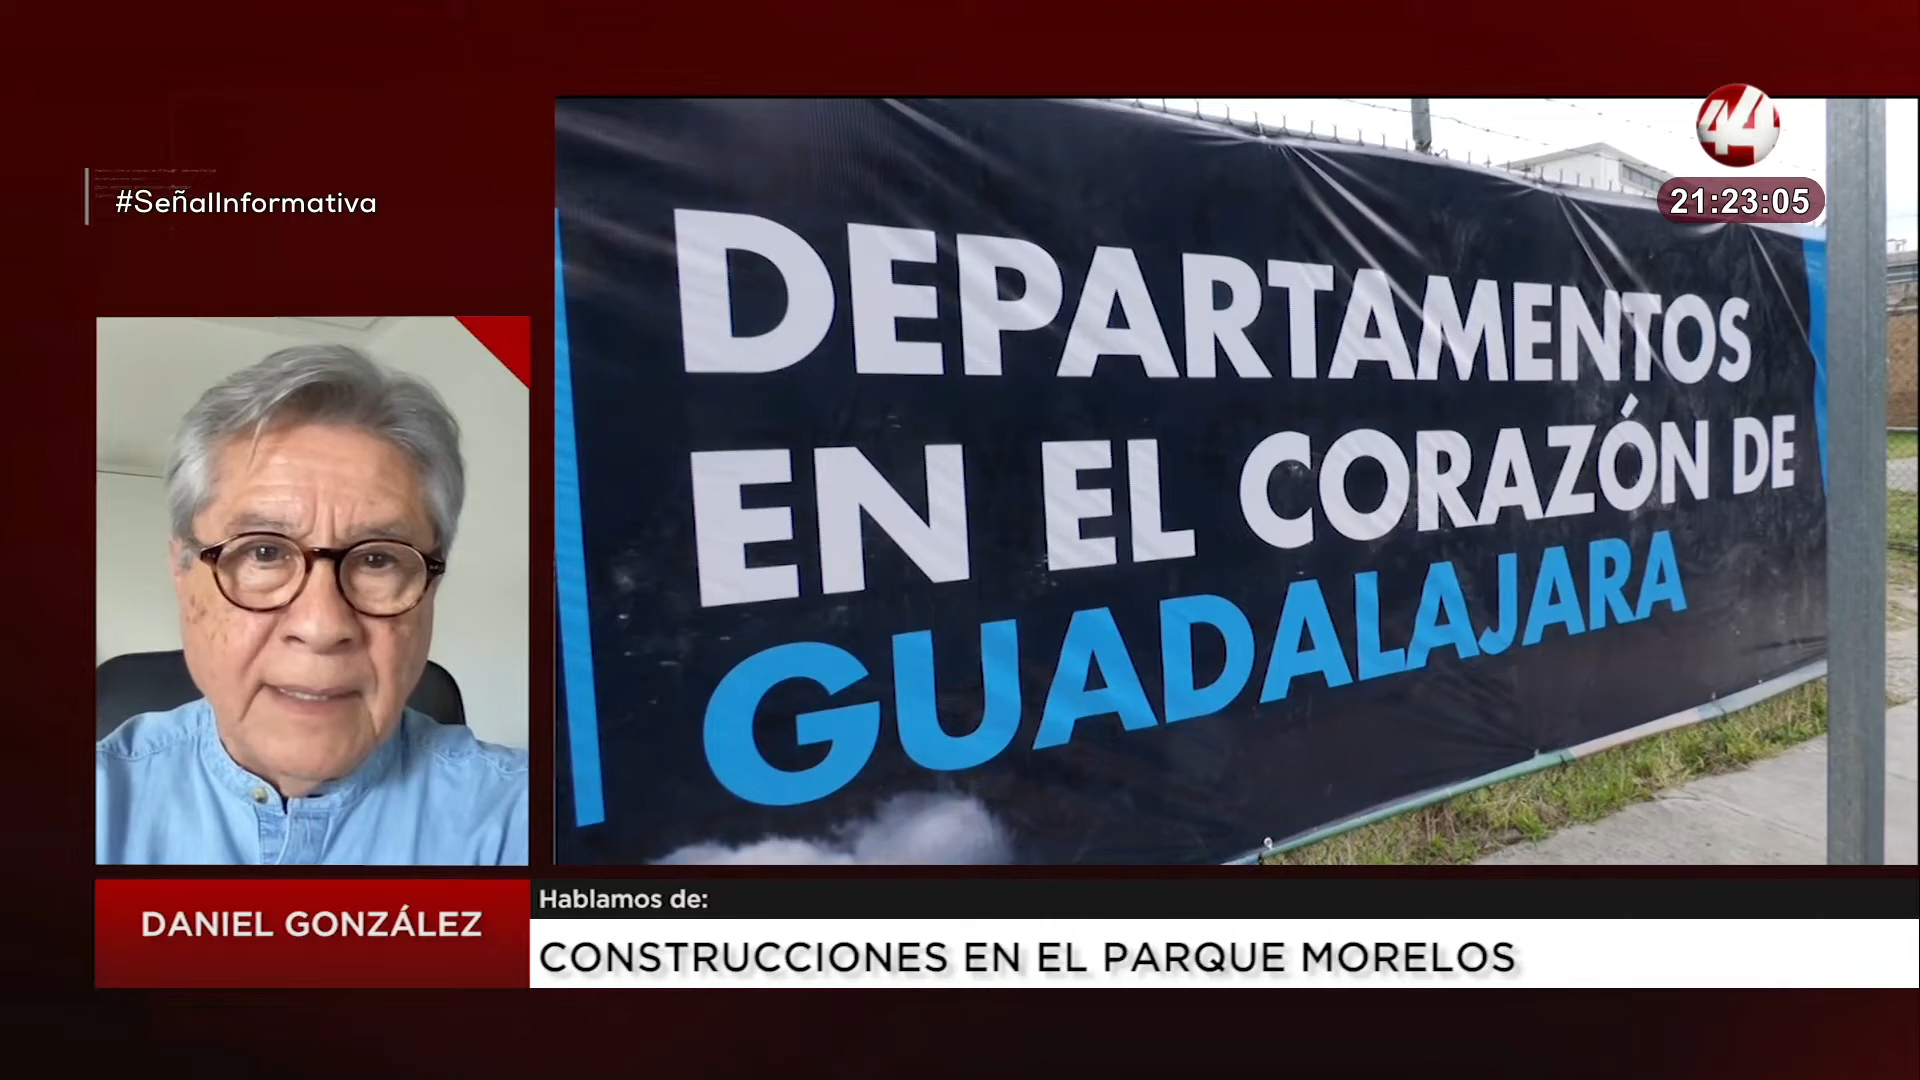 #SeñalInformativa
44
21:23:05
DEPARTAMENTOS
EN EL CORAZÓN DE
GUADALAJARA
DANIEL GONZÁLEZ
Hablamos de:
CONSTRUCCIONES EN EL PARQUE MORELOS